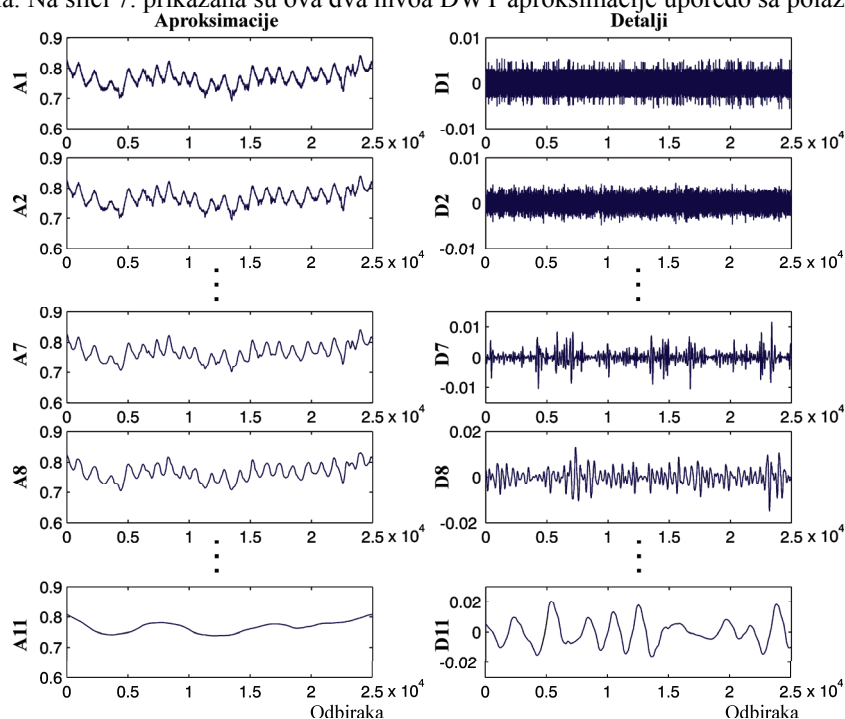 la. Na slici 7. prikazana su ova dva nivoa DWT aproksimacije uporedo sa polaz
Aproksimacije Detalji
A1 0.9 0.8 0.7 0.6 0 0.5 1 1.5 2 2.5 x 10^4
D1 0.01 0 -0.01 0 0.5 1 1.5 2 2.5 x 10^4
A2 0.9 0.8 0.7 0.6 0 0.5 1 1.5 2 2.5 x 10^4
D2 0.01 0 -0.01 0 0.5 1 1.5 2 2.5 x 10^4
A7 0.9 0.8 0.7 0.6 0 0.5 1 1.5 2 2.5 x 10^4
D7 0.01 0 -0.01 0 0.5 1 1.5 2 2.5 x 10^4
A8 0.9 0.8 0.7 0.6 0 0.5 1 1.5 2 2.5 x 10^4
D8 0.02 0 -0.02 0 0.5 1 1.5 2 2.5 x 10^4
A11 0.9 0.8 0.7 0.6 0 0.5 1 1.5 2 2.5 x 10^4
D11 0.02 0 -0.02 0 0.5 1 1.5 2 2.5 x 10^4
Odbiraka Odbiraka